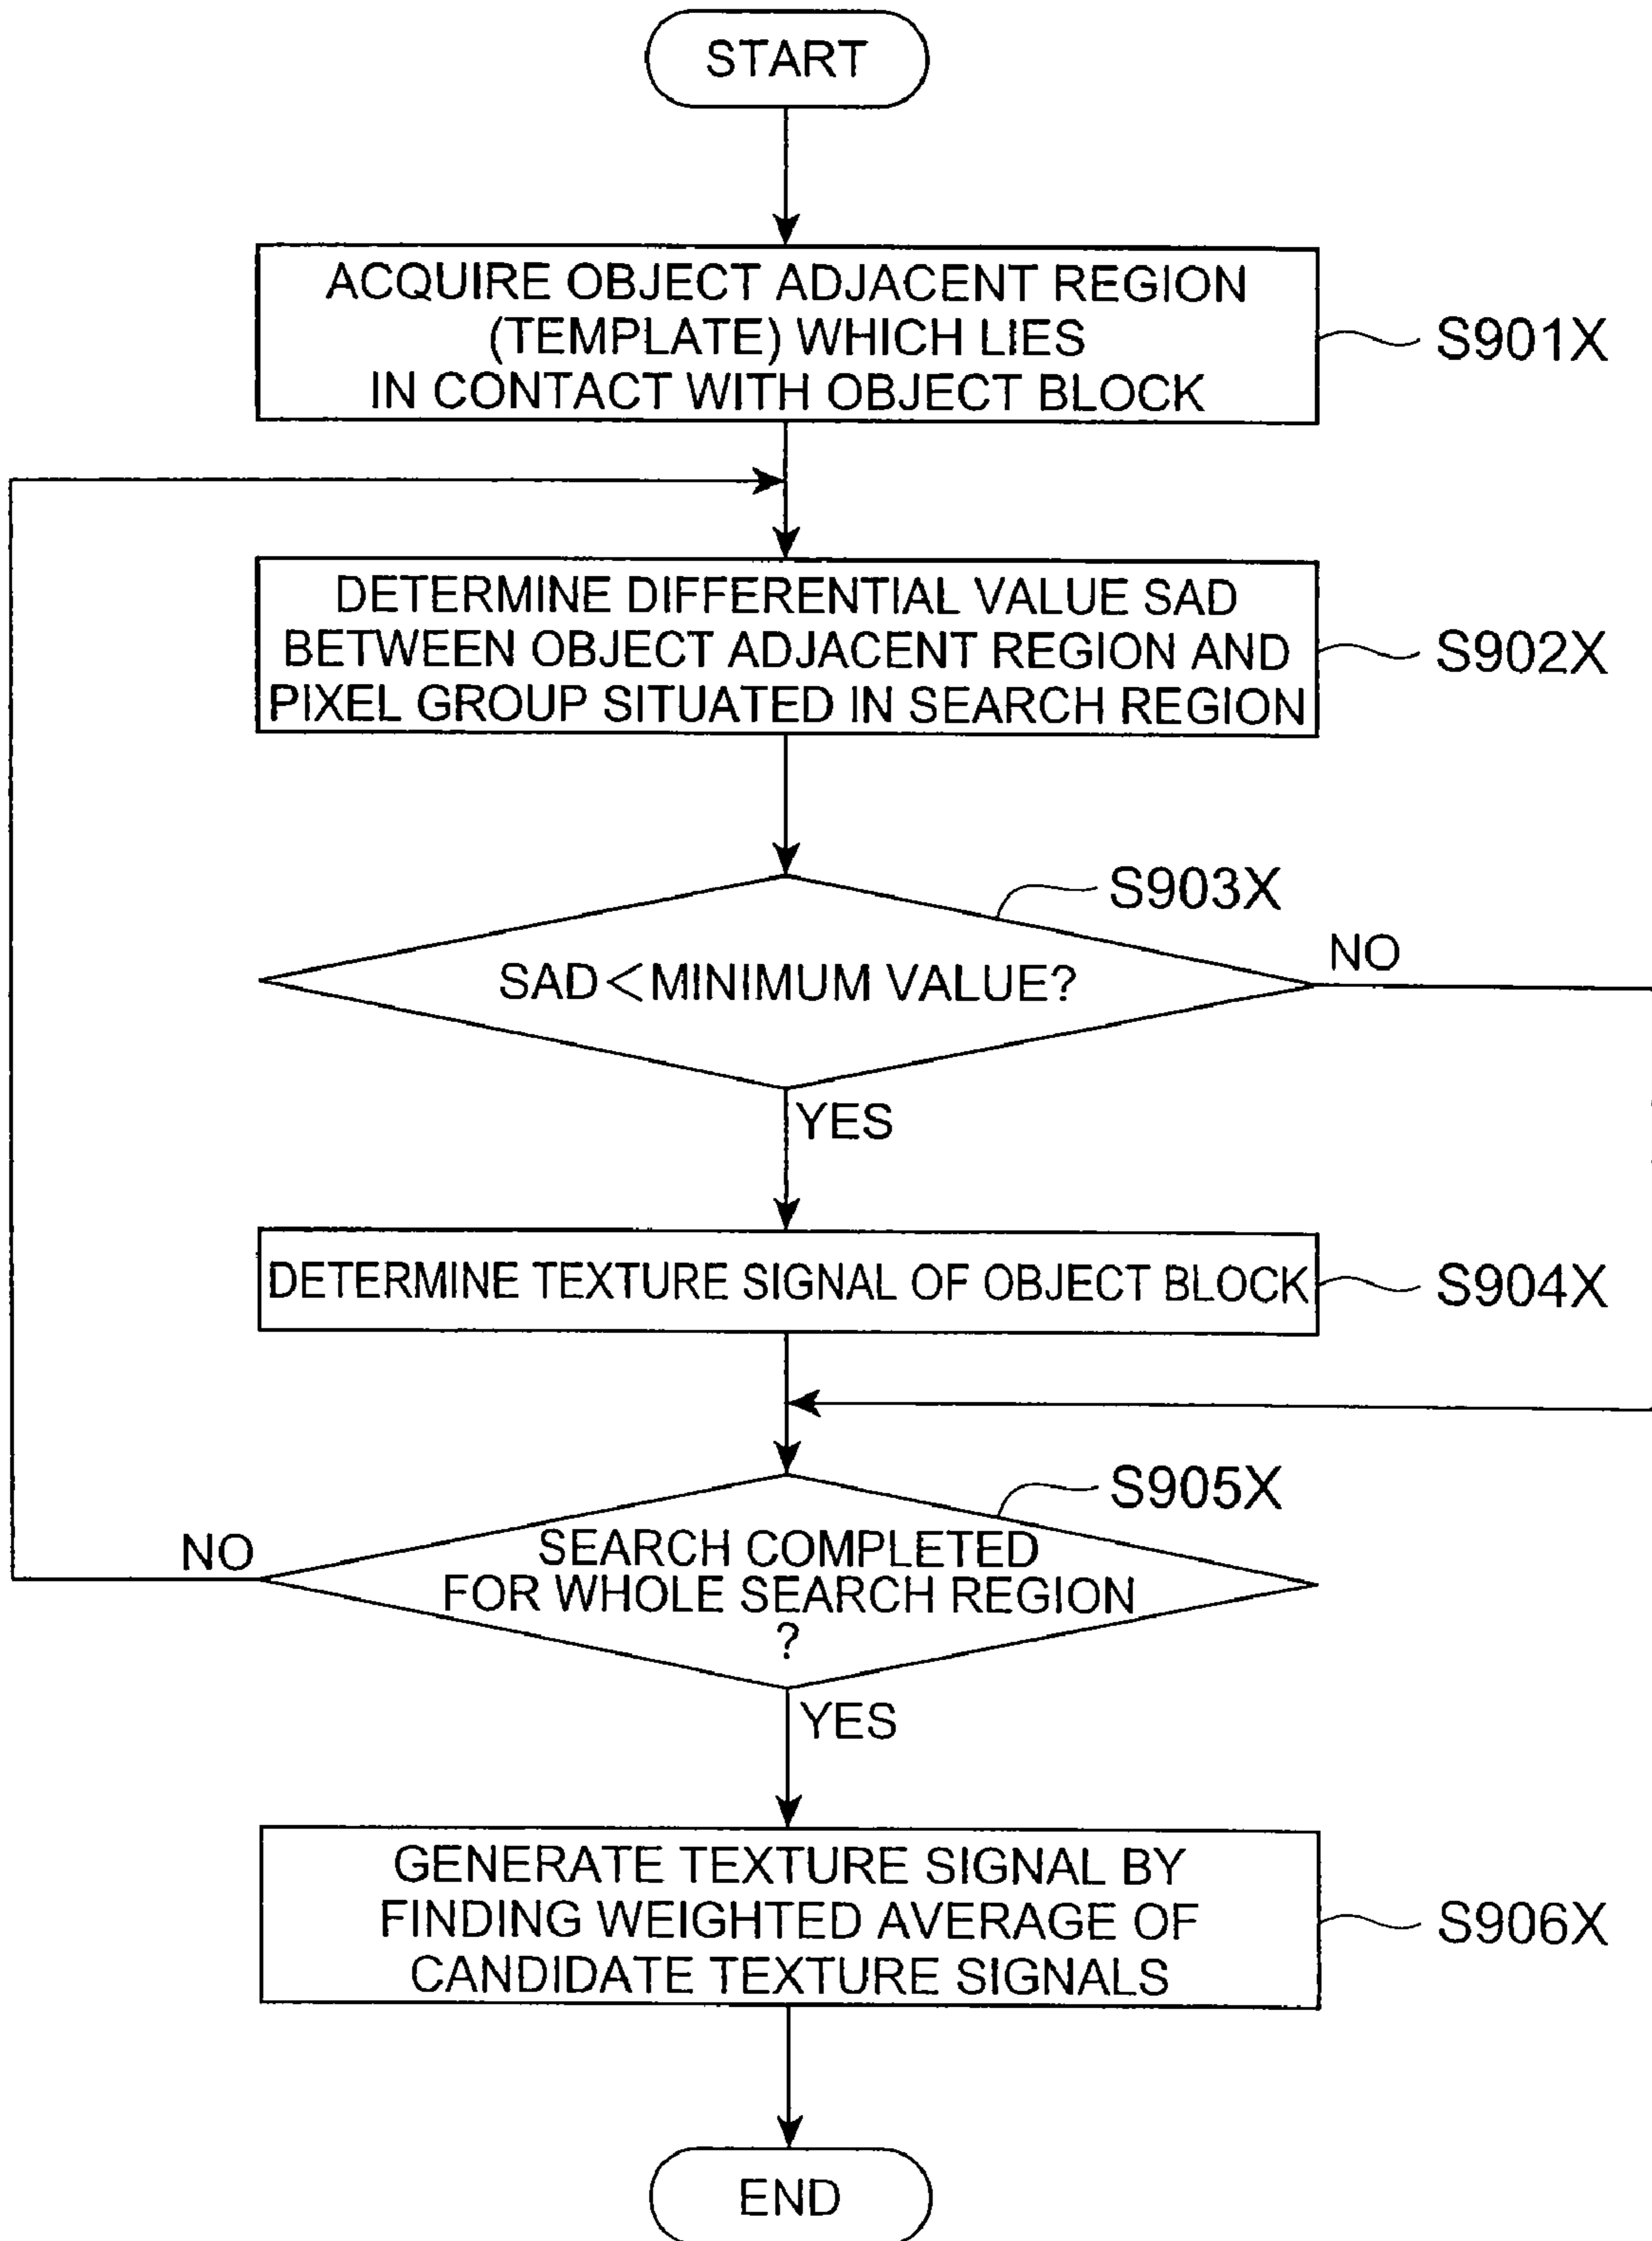 START
ACQUIRE OBJECT ADJACENT REGION
(TEMPLATE) WHICH LIES
IN CONTACT WITH OBJECT BLOCK
S901X
DETERMINE DIFFERENTIAL VALUE SAD
BETWEEN OBJECT ADJACENT REGION AND
PIXEL GROUP SITUATED IN SEARCH REGION
S902X
S903X
SAD<MINIMUM VALUE?
NO
YES
DETERMINE TEXTURE SIGNAL OF OBJECT BLOCK
S904X
S905X
SEARCH COMPLETED
FOR WHOLE SEARCH REGION
?
NO
YES
GENERATE TEXTURE SIGNAL BY
FINDING WEIGHTED AVERAGE OF
CANDIDATE TEXTURE SIGNALS
S906X
END